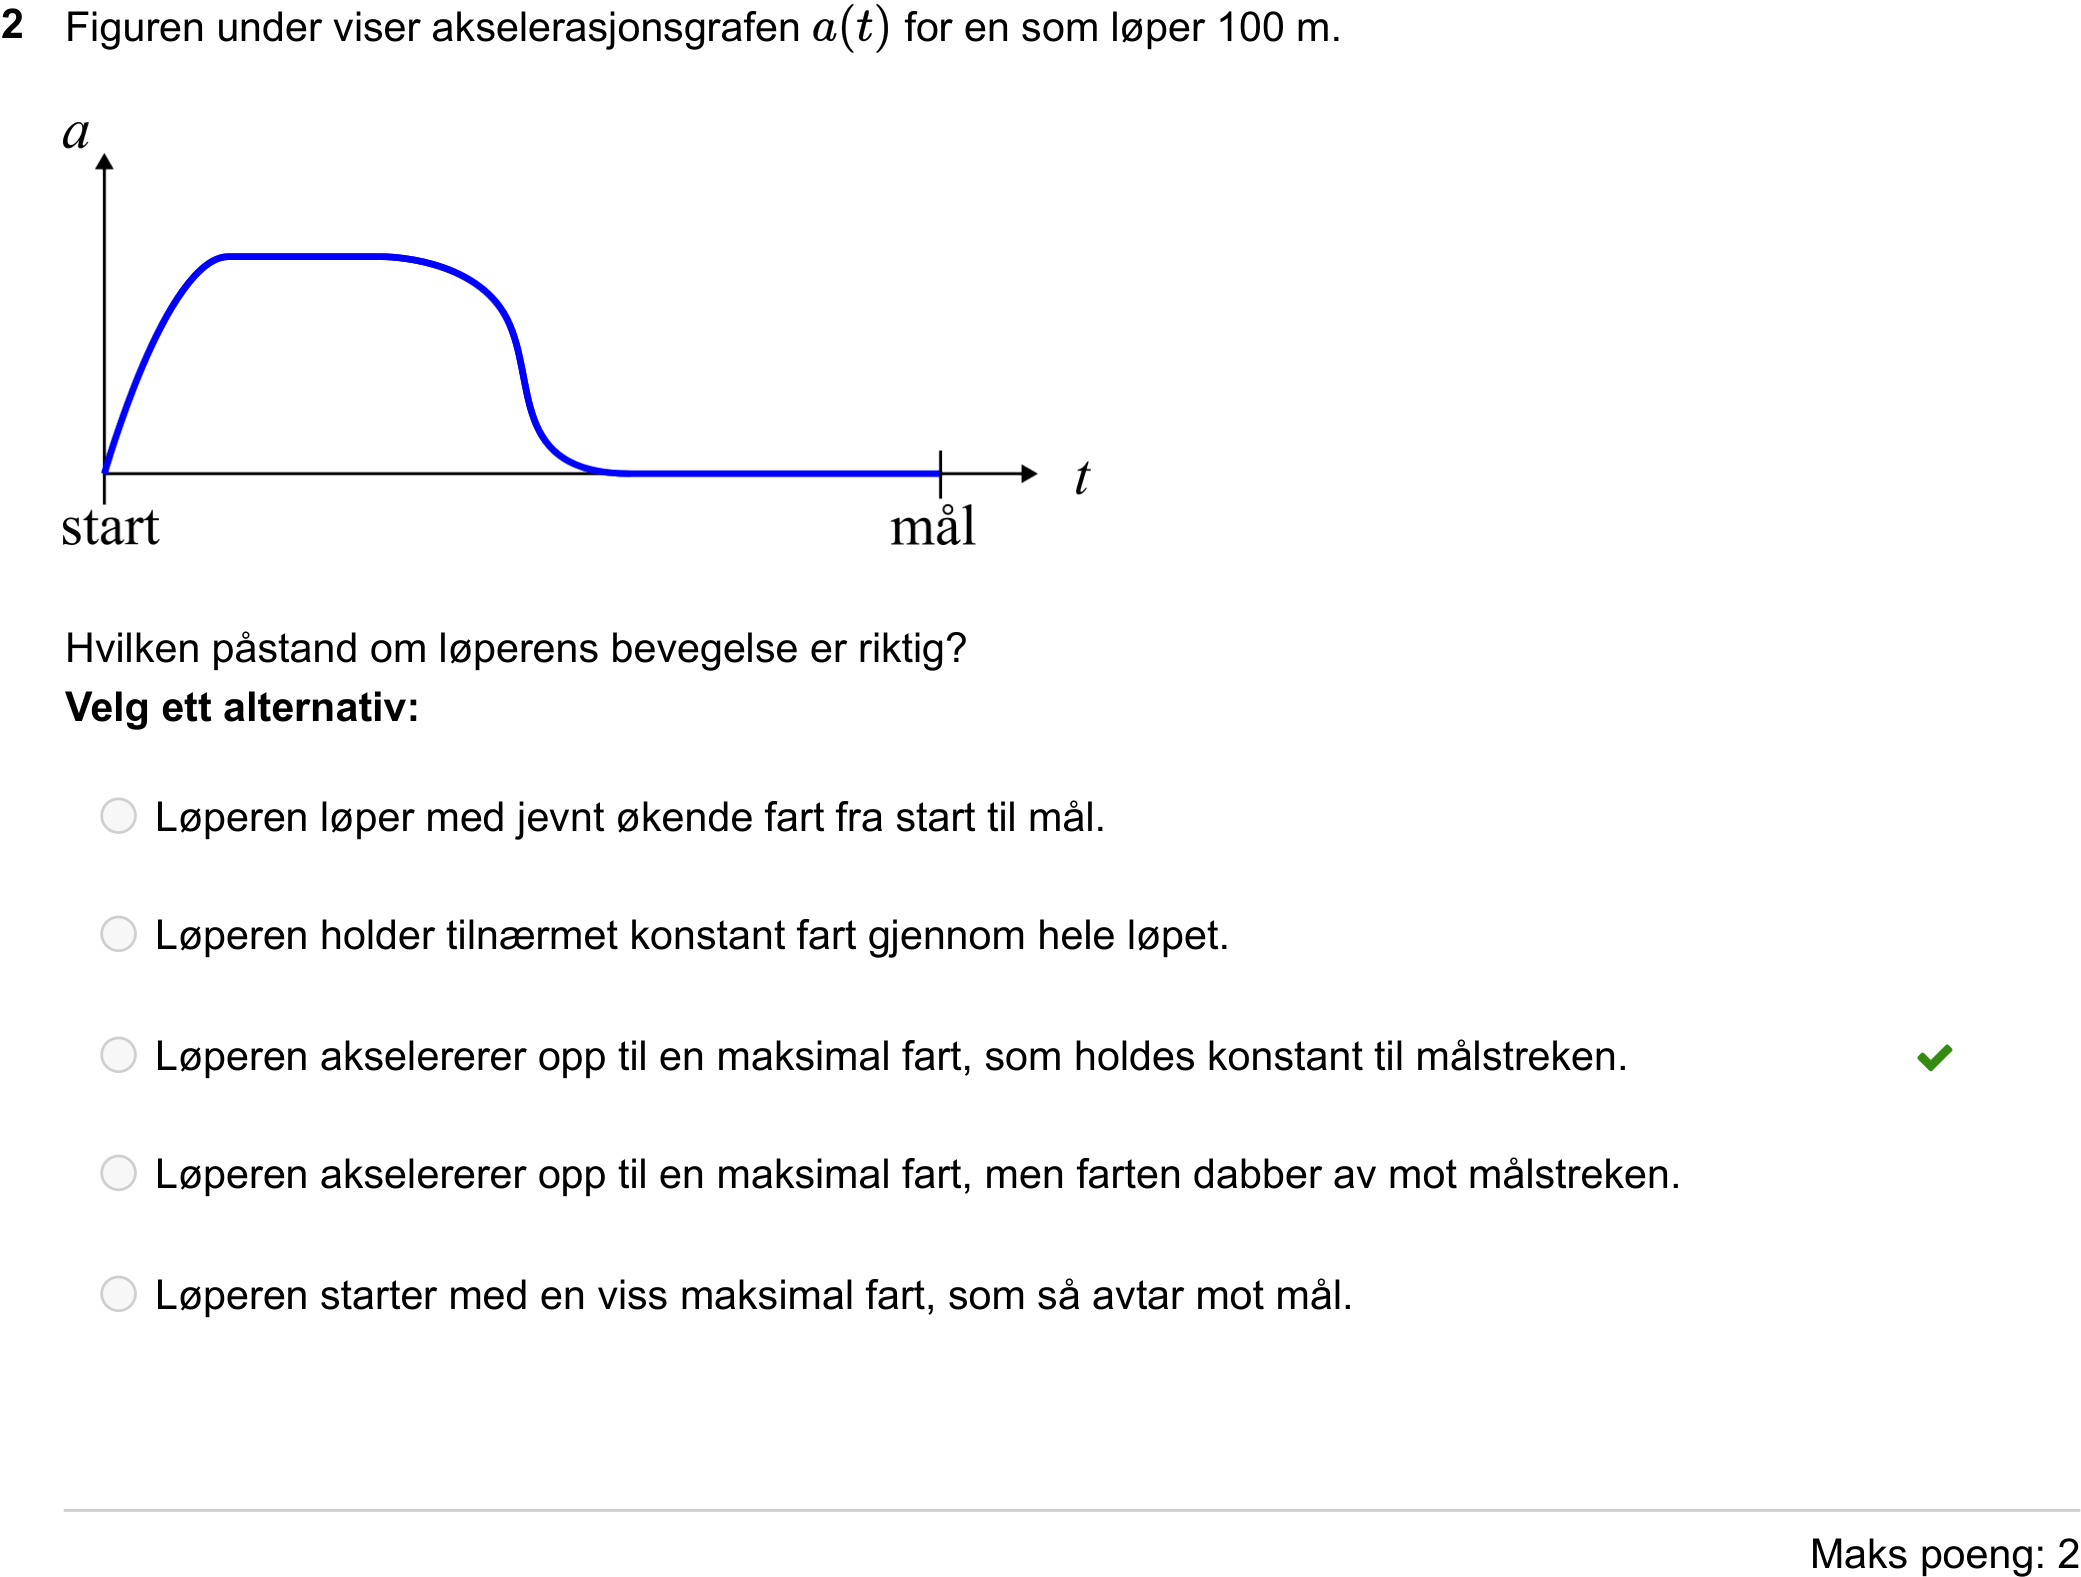 2 Figuren under viser akselerasjonsgrafen a(t) for en som løper 100 m.
a
t
start
mål
Hvilken påstand om løperens bevegelse er riktig?
Velg ett alternativ:
Løperen løper med jevnt økende fart fra start til mål.
Løperen holder tilnærmet konstant fart gjennom hele løpet.
Løperen akselererer opp til en maksimal fart, som holdes konstant til målstreken.
Løperen akselererer opp til en maksimal fart, men farten dabber av mot målstreken.
Løperen starter med en viss maksimal fart, som så avtar mot mål.
Maks poeng: 2